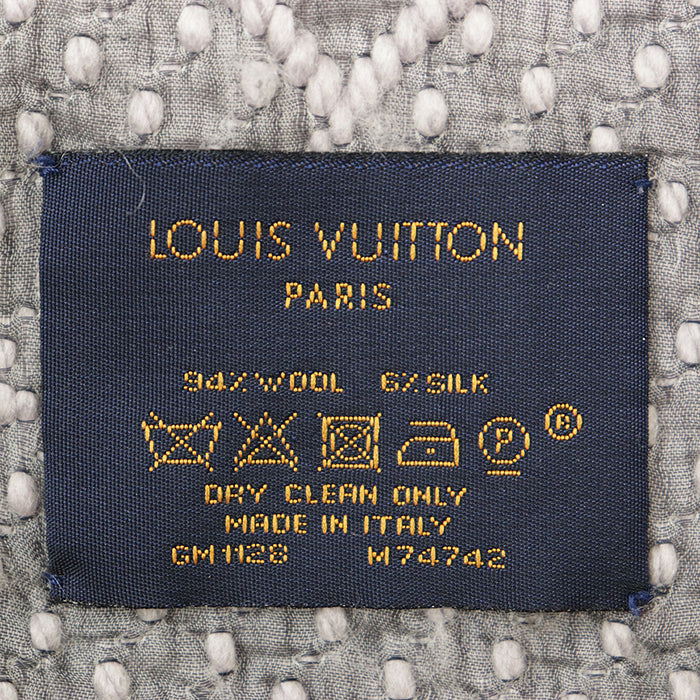 LOUIS VUITTON
PARIS
94% WOOL 6% SILK
P ®
DRY CLEAN ONLY
MADE IN ITALY
GM1128 M74742